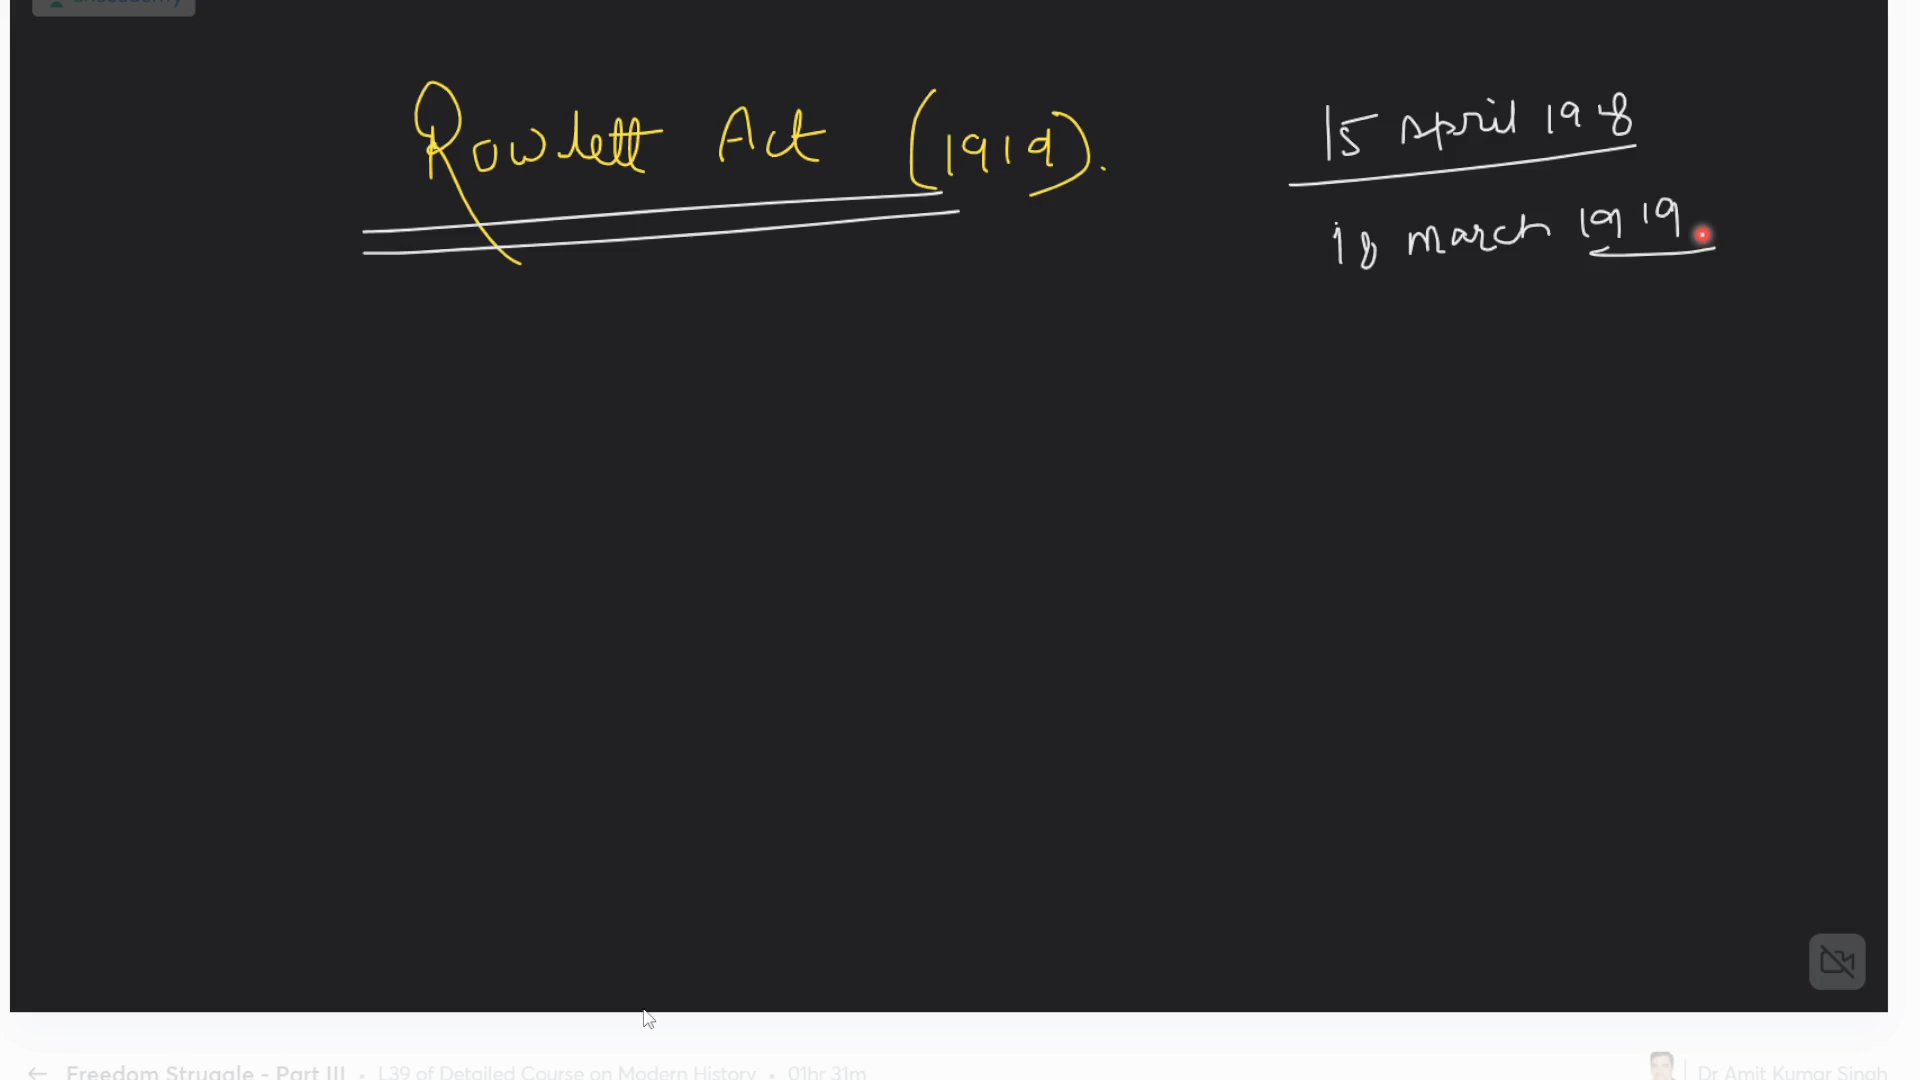 Rowlett Act (1919).
15 April 1918
18 march 1919
Freedom Struggle - Part III • L39 of Detailed Course on Modern History • 01hr 31m
Dr Amit Kumar Singh